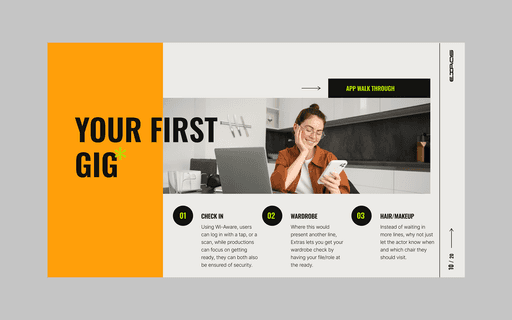 APP WALK THROUGH
YOUR FIRST
GIG*
01
CHECK IN
Using Wi-Aware, users
can log in with a tap, or a
scan, while productions
can focus on getting
ready, they can both also
be ensured of security.
02
WARDROBE
Where this would
present another line,
Extras lets you get your
wardrobe check by
having your file/role at
the ready.
03
HAIR/MAKEUP
Instead of waiting in
more lines, why not just
let the actor know when
and which chair they
should visit.
10 / 26